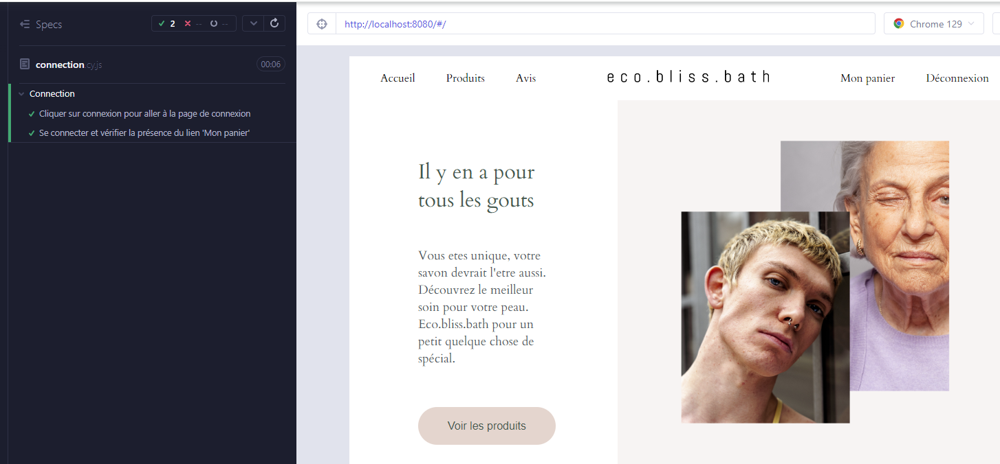 Specs
2 -- --
connection.cy.js 00:06
Connection
Cliquer sur connexion pour aller à la page de connexion
Se connecter et vérifier la présence du lien 'Mon panier'
http://localhost:8080/#/
Chrome 129
Accueil Produits Avis eco.bliss.bath Mon panier Déconnexion
Il y en a pour
tous les gouts
Vous etes unique, votre
savon devrait l'etre aussi.
Découvrez le meilleur
soin pour votre peau.
Eco.bliss.bath pour un
petit quelque chose de
spécial.
Voir les produits